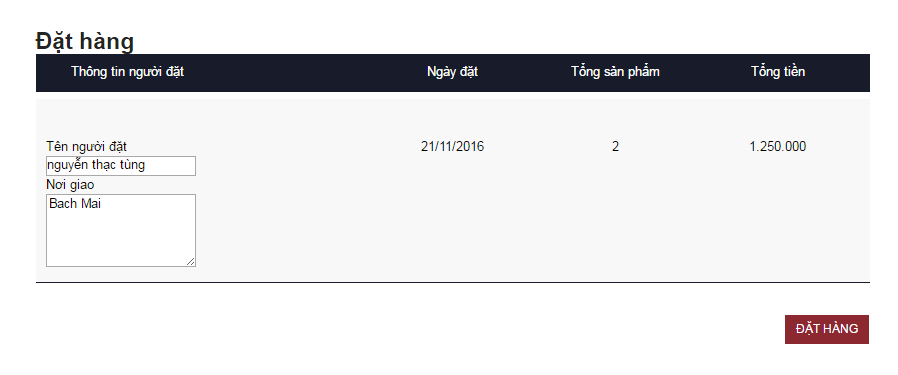 Đặt hàng
Thông tin người đặt Ngày đặt Tổng sản phẩm Tổng tiền
Tên người đặt 21/11/2016 2 1.250.000
nguyễn thạc tùng
Nơi giao
Bach Mai
ĐẶT HÀNG